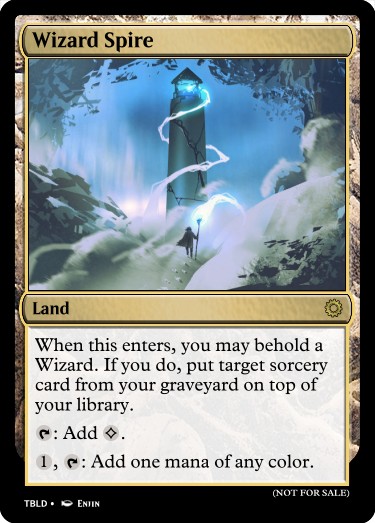 Wizard Spire
Land
When this enters, you may behold a
Wizard. If you do, put target sorcery
card from your graveyard on top of
your library.
: Add .
1, : Add one mana of any color.
(NOT FOR SALE)
TBLD • Enjin